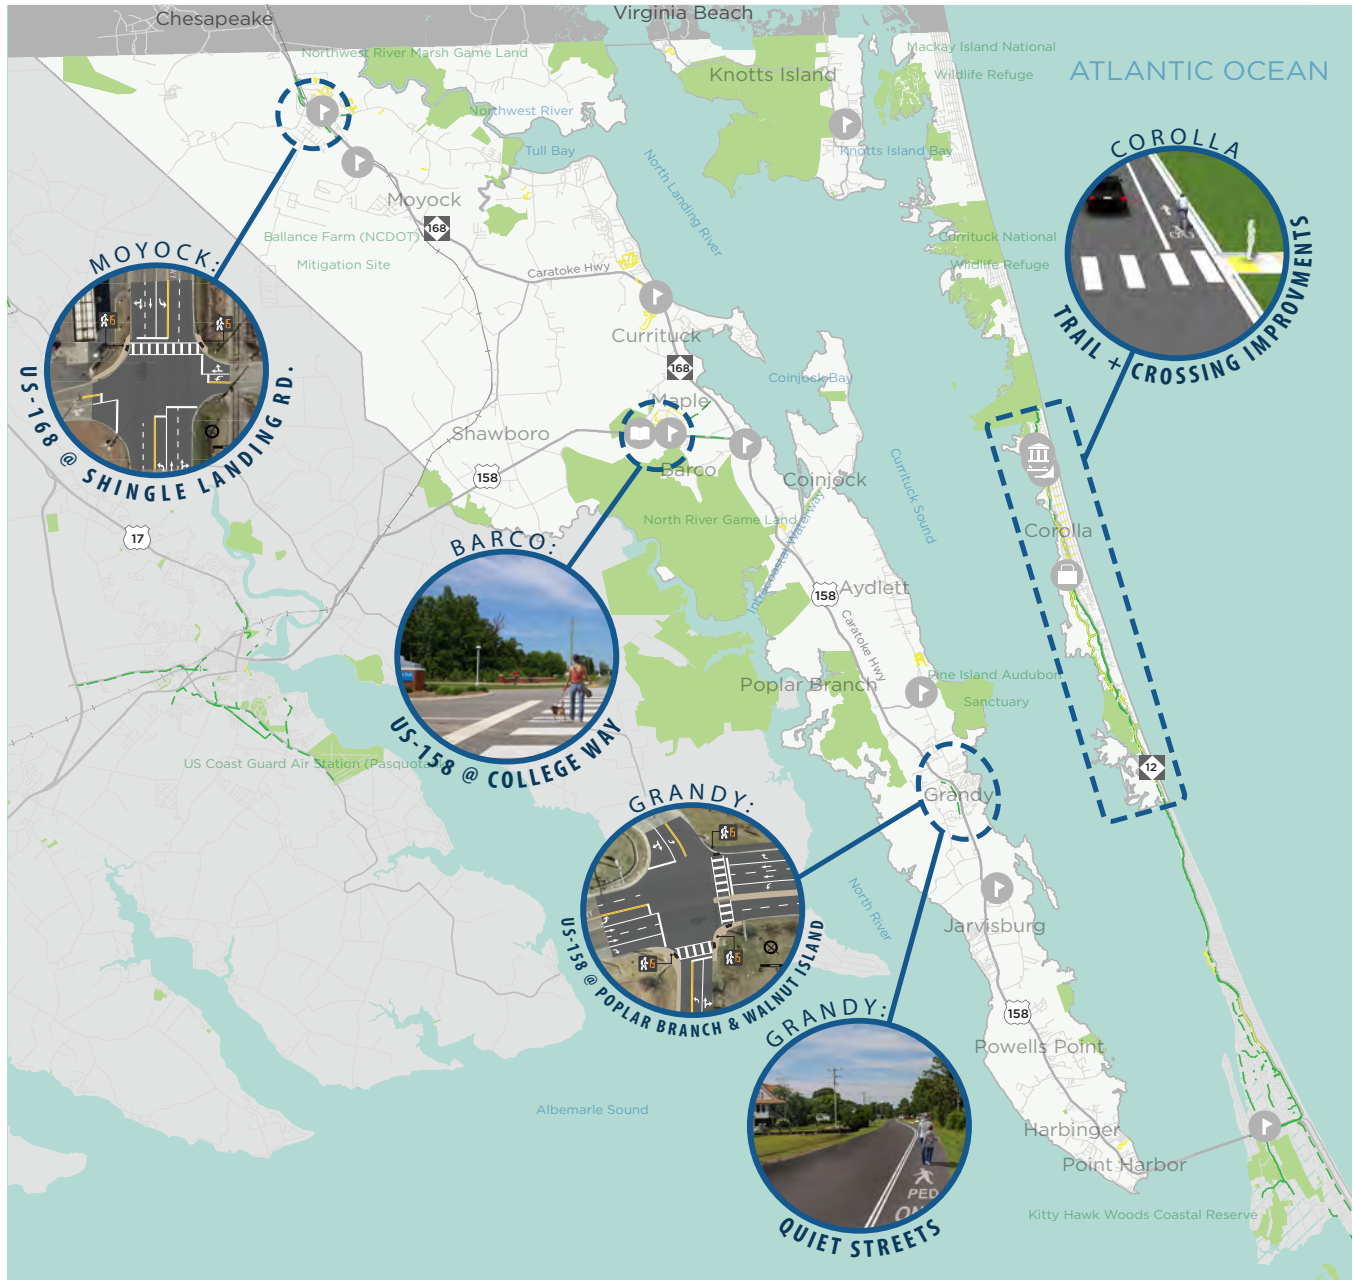 Chesapeake
Virginia Beach
Northwest River Marsh Game Land
Mackay Island National
Wildlife Refuge
Knotts Island
ATLANTIC OCEAN
Northwest River
Tull Bay
Knotts Island Bay
North Landing River
COROLLA
TRAIL + CROSSING IMPROVMENTS
Moyock
168
Ballance Farm (NCDOT)
Mitigation Site
Caratoke Hwy
Currituck National
Wildlife Refuge
MOYOCK:
US-168 @ SHINGLE LANDING RD.
Currituck
168
Coinjock Bay
Maple
Shawboro
158
Barco
Coinjock
Currituck Sound
North River Game Land
Intracoastal Waterway
Corolla
17
BARCO:
US-158 @ COLLEGE WAY
158
Aydlett
Caratoke Hwy
Poplar Branch
Pine Island Audubon
Sanctuary
US Coast Guard Air Station (Pasquotank
12
Grandy
GRANDY:
US-158 @ POPLAR BRANCH & WALNUT ISLAND
North River
Jarvisburg
GRANDY:
PED
QUIET STREETS
158
Powells Point
Albemarle Sound
Harbinger
Point Harbor
Kitty Hawk Woods Coastal Reserve